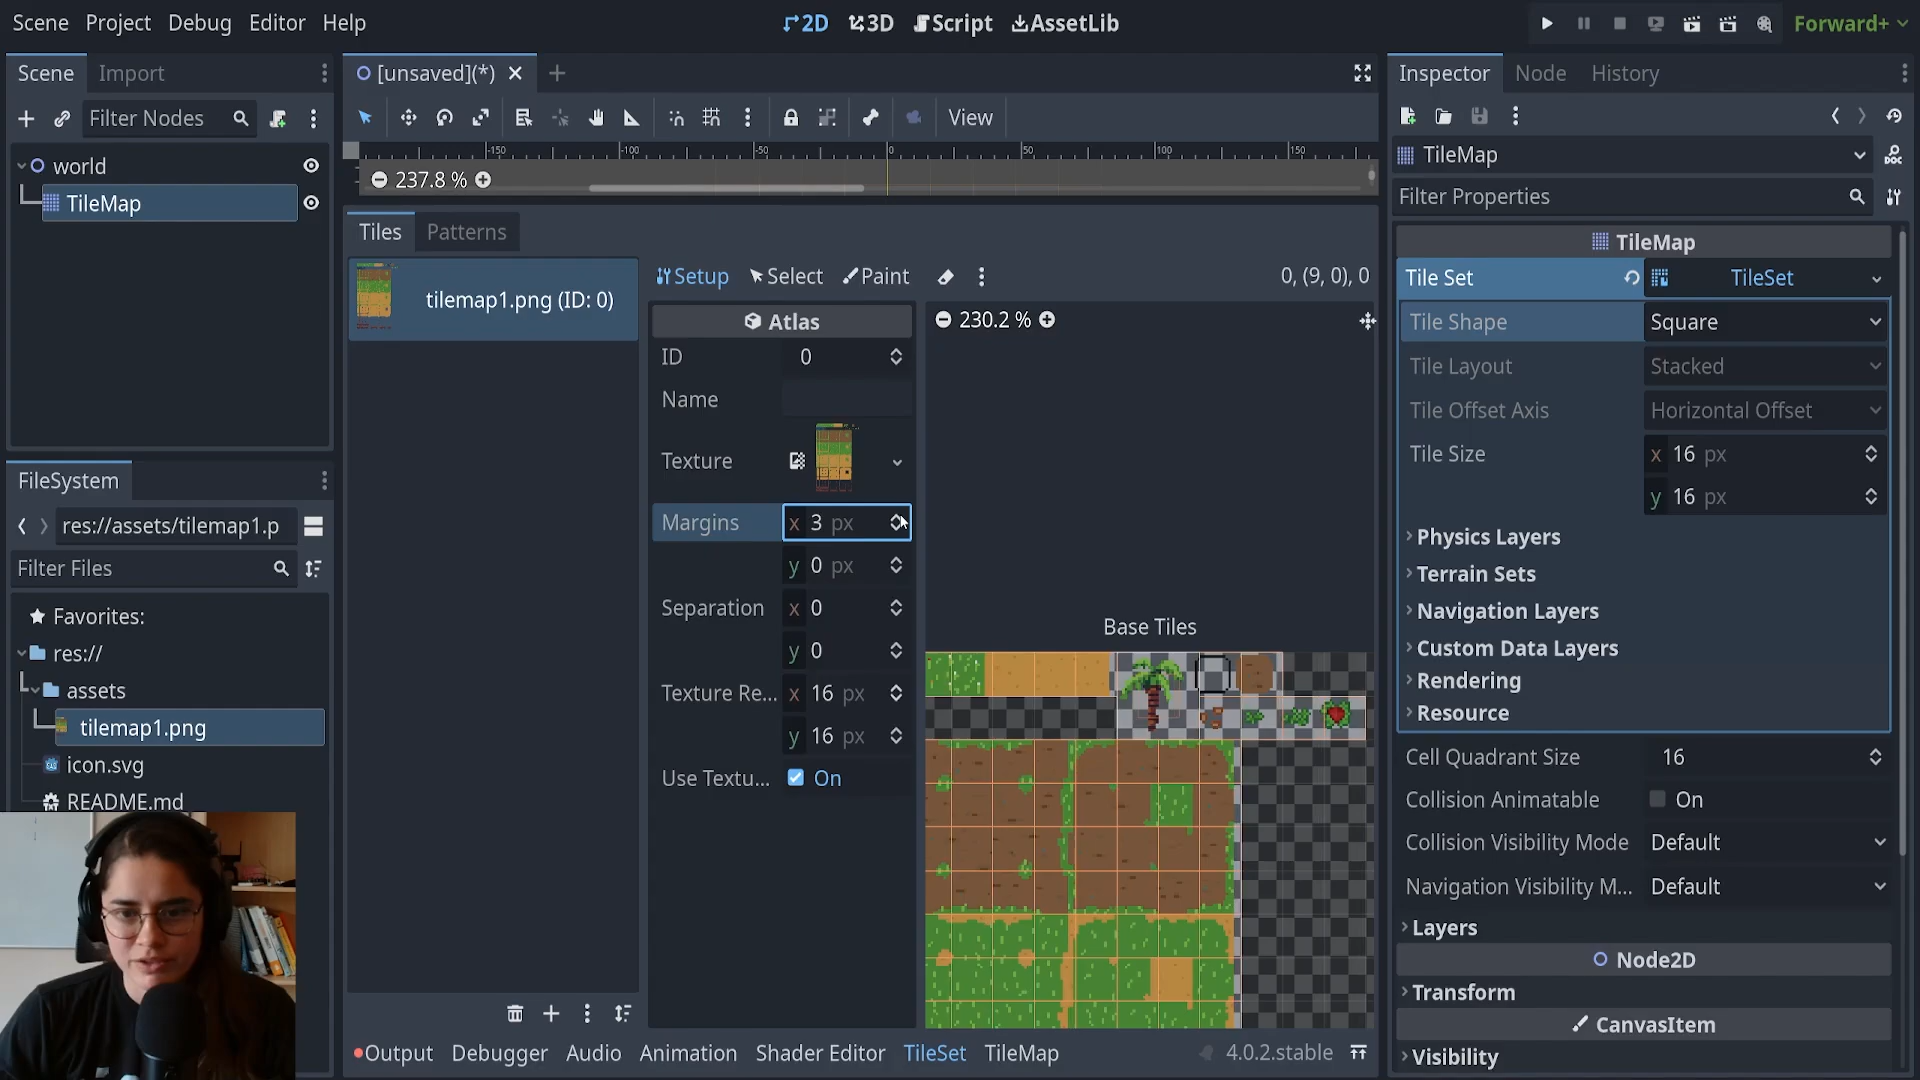 Scene Project Debug Editor Help
2D 3D Script AssetLib
Forward+
Scene Import
Filter Nodes
world
TileMap
FileSystem
res://assets/tilemap1.p
Filter Files
Favorites:
res://
assets
tilemap1.png
icon.svg
README.md
[unsaved](*)
View
-150 -100 -50 0 50 100 150
237.8 %
Tiles Patterns
tilemap1.png (ID: 0)
Setup Select Paint
0, (9, 0), 0
Atlas
ID 0
Name
Texture
Margins x 3 px
y 0 px
Separation x 0
y 0
Texture Re... x 16 px
y 16 px
Use Textu... On
230.2 %
Base Tiles
Output Debugger Audio Animation Shader Editor TileSet TileMap
4.0.2.stable
Inspector Node History
TileMap
Filter Properties
TileMap
Tile Set TileSet
Tile Shape Square
Tile Layout Stacked
Tile Offset Axis Horizontal Offset
Tile Size x 16 px
y 16 px
Physics Layers
Terrain Sets
Navigation Layers
Custom Data Layers
Rendering
Resource
Cell Quadrant Size 16
Collision Animatable On
Collision Visibility Mode Default
Navigation Visibility M... Default
Layers
Node2D
Transform
CanvasItem
Visibility